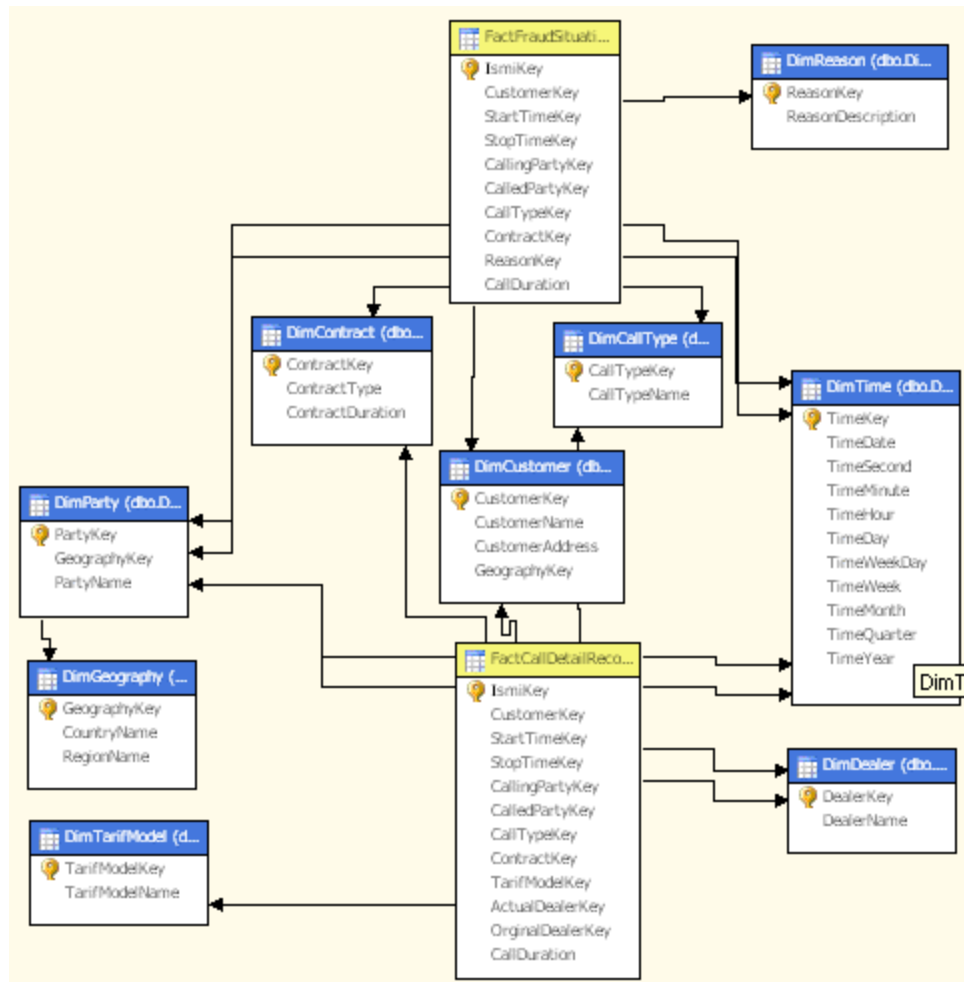 FactFraudSituati...
IsmiKey
CustomerKey
StartTimeKey
StopTimeKey
CallingPartyKey
CalledPartyKey
CallTypeKey
ContractKey
ReasonKey
CallDuration
DimReason (dbo.Di...
ReasonKey
ReasonDescription
DimContract (dbo...
ContractKey
ContractType
ContractDuration
DimCallType (d...
CallTypeKey
CallTypeName
DimTime (dbo.D...
TimeKey
TimeDate
TimeSecond
TimeMinute
TimeHour
TimeDay
TimeWeekDay
TimeWeek
TimeMonth
TimeQuarter
TimeYear
DimT
DimCustomer (db...
CustomerKey
CustomerName
CustomerAddress
GeographyKey
DimParty (dbo.D...
PartyKey
GeographyKey
PartyName
DimGeography (...
GeographyKey
CountryName
RegionName
FactCallDetailReco...
IsmiKey
CustomerKey
StartTimeKey
StopTimeKey
CallingPartyKey
CalledPartyKey
CallTypeKey
ContractKey
TarifModelKey
ActualDealerKey
OrginalDealerKey
CallDuration
DimDealer (dbo....
DealerKey
DealerName
DimTarifModel (d...
TarifModelKey
TarifModelName